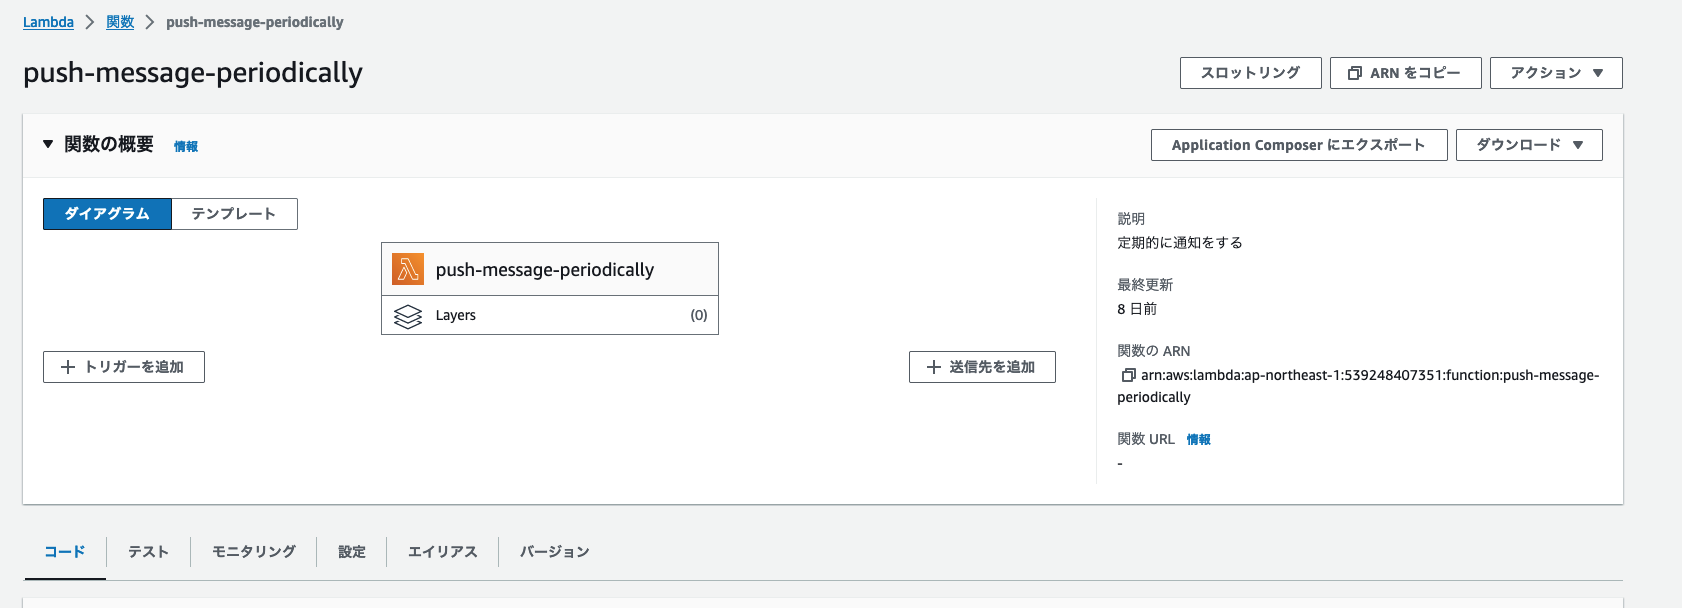 Lambda > 関数 > push-message-periodically
push-message-periodically
スロットリング
ARN をコピー
アクション ▼
▼ 関数の概要 情報
Application Composer にエクスポート
ダウンロード ▼
ダイアグラム
テンプレート
push-message-periodically
Layers (0)
+ トリガーを追加
+ 送信先を追加
説明
定期的に通知をする
最終更新
8 日前
関数の ARN
arn:aws:lambda:ap-northeast-1:539248407351:function:push-message-
periodically
関数 URL 情報
-
コード テスト モニタリング 設定 エイリアス バージョン